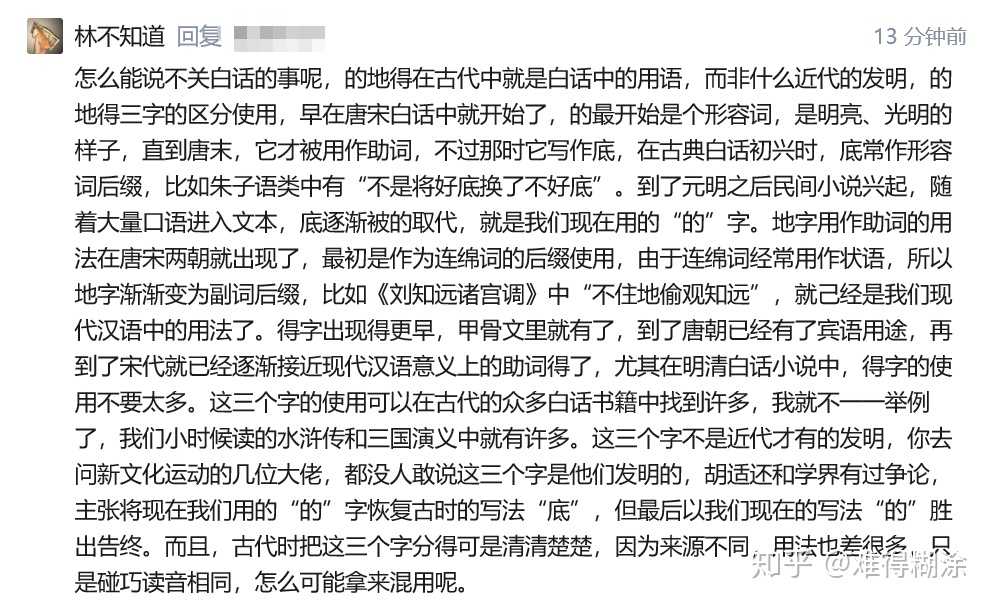 林不知道 回复
13 分钟前
怎么能说不关白话的事呢，的地得在古代中就是白话中的用语，而非什么近代的发明，的
地得三字的区分使用，早在唐宋白话中就开始了，的最开始是个形容词，是明亮、光明的
样子，直到唐末，它才被用作助词，不过那时它写作底，在古典白话初兴时，底常作形容
词后缀，比如朱子语类中有“不是将好底换了不好底”。到了元明之后民间小说兴起，随
着大量口语进入文本，底逐渐被的取代，就是我们现在用的“的”字。地字用作助词的用
法在唐宋两朝就出现了，最初是作为连绵词的后缀使用，由于连绵词经常用作状语，所以
地字渐渐变为副词后缀，比如《刘知远诸宫调》中“不住地偷观知远”，就己经是我们现
代汉语中的用法了。得字出现得更早，甲骨文里就有了，到了唐朝已经有了宾语用途，再
到了宋代就已经逐渐接近现代汉语意义上的助词得了，尤其在明清白话小说中，得字的使
用不要太多。这三个字的使用可以在古代的众多白话书籍中找到许多，我就不一一举例
了，我们小时候读的水浒传和三国演义中就有许多。这三个字不是近代才有的发明，你去
问新文化运动的几位大佬，都没人敢说这三个字是他们发明的，胡适还和学界有过争论，
主张将现在我们用的“的”字恢复古时的写法“底”，但最后以我们现在的写法“的”胜
出告终。而且，古代时把这三个字分得可是清清楚楚，因为来源不同，用法也差很多，只
是碰巧读音相同，怎么可能拿来混用呢。
知乎 @难得糊涂